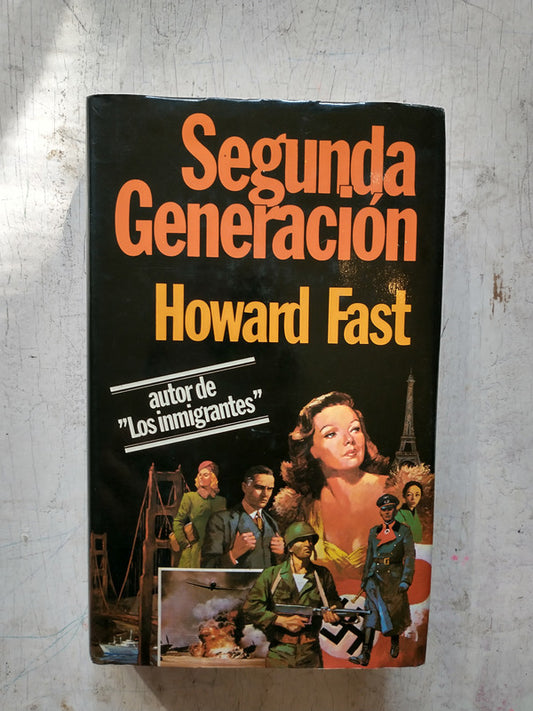 Segunda
Generación
Howard Fast
autor de
"Los inmigrantes"